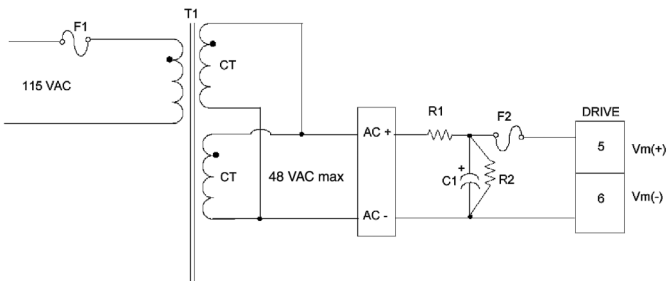 T1
F1
CT
115 VAC
R1
F2
DRIVE
AC +
5
Vm(+)
CT
48 VAC max
+
C1
R2
AC -
6
Vm(-)